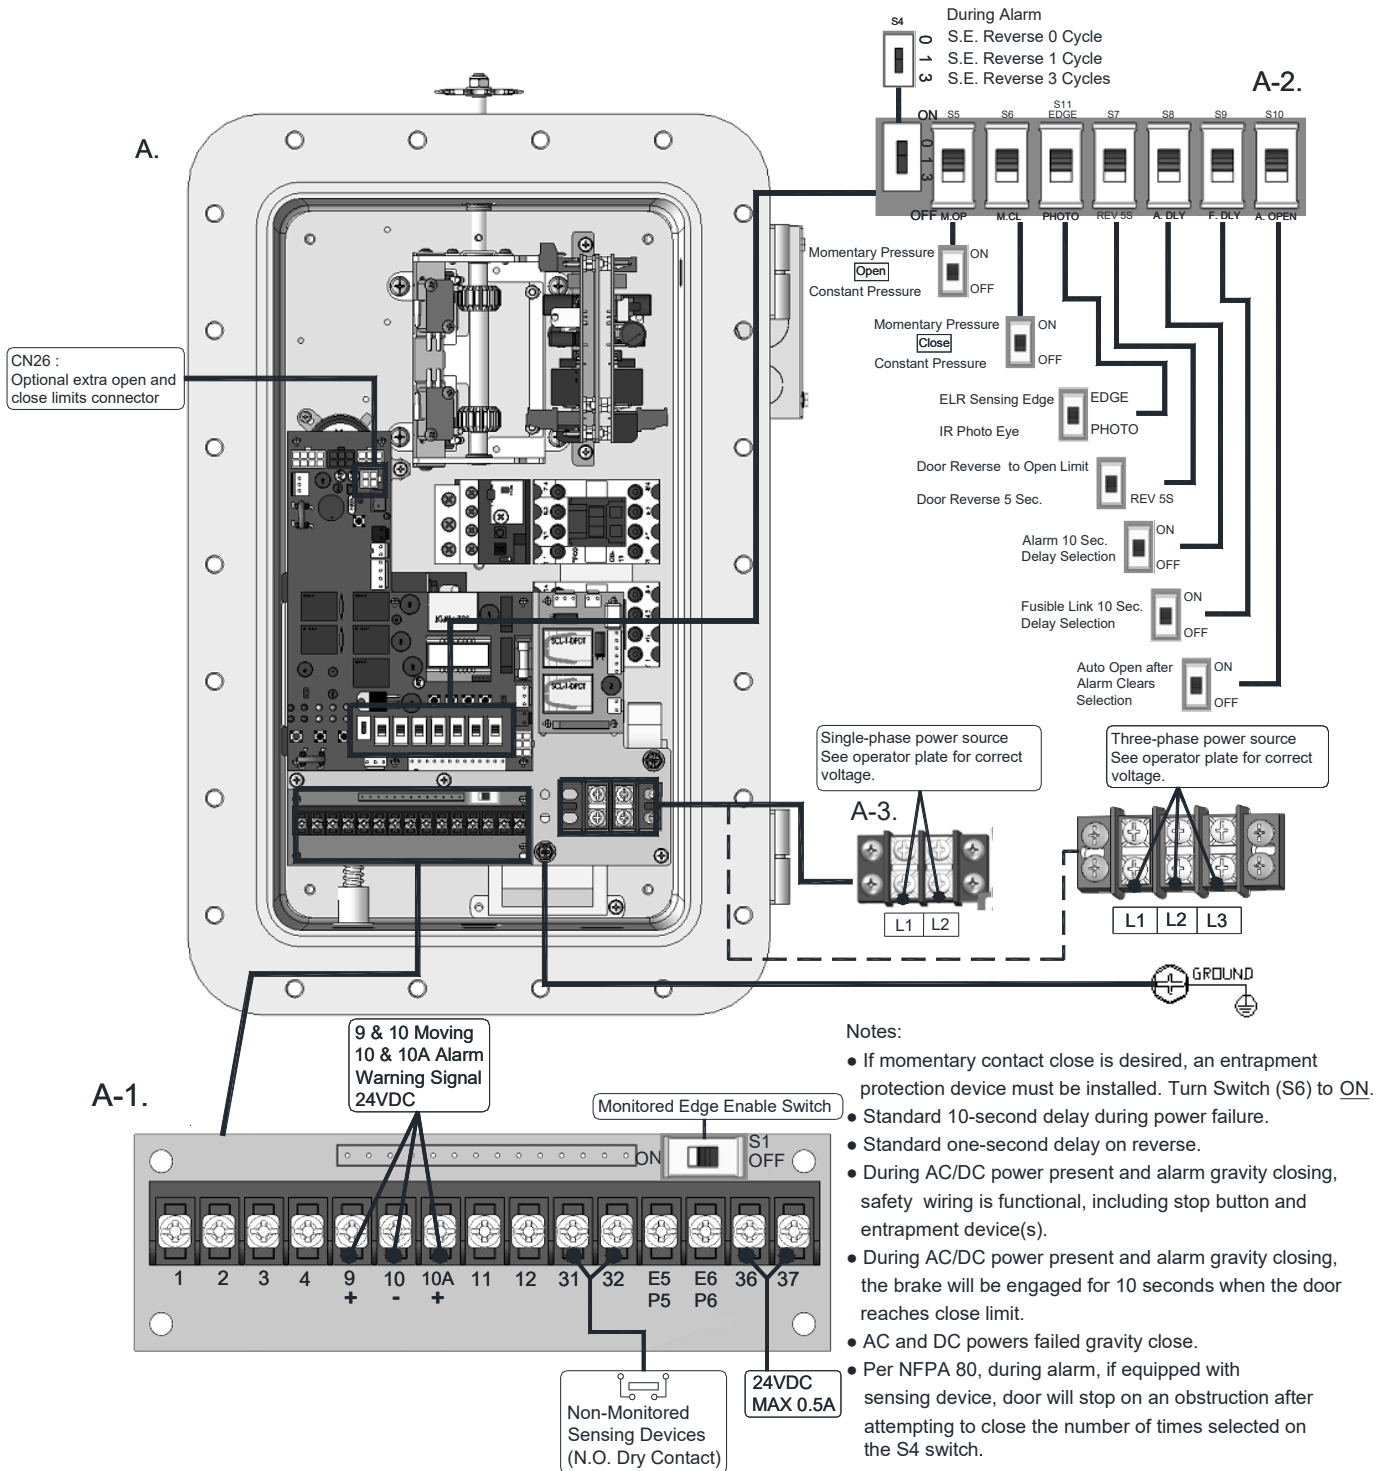 S4
During Alarm
0
S.E. Reverse 0 Cycle
1
S.E. Reverse 1 Cycle
3
S.E. Reverse 3 Cycles
A-2.
A.
ON
S5
S6
S11
EDGE
S7
S8
S9
S10
0
1
3
OFF
M.OP
M.CL
PHOTO
REV 5S
A. DLY
F. DLY
A. OPEN
Momentary Pressure
Open
Constant Pressure
ON
OFF
Momentary Pressure
Close
Constant Pressure
ON
OFF
CN26 :
Optional extra open and
close limits connector
ELR Sensing Edge
EDGE
IR Photo Eye
PHOTO
Door Reverse to Open Limit
Door Reverse 5 Sec.
REV 5S
Alarm 10 Sec.
Delay Selection
ON
OFF
Fusible Link 10 Sec.
Delay Selection
ON
OFF
Auto Open after
Alarm Clears
Selection
ON
OFF
SCL-1-DPDT
SCL-1-DPDT
Single-phase power source
See operator plate for correct
voltage.
Three-phase power source
See operator plate for correct
voltage.
A-3.
L1 L2
L1 L2 L3
GROUND
9 & 10 Moving
10 & 10A Alarm
Warning Signal
24VDC
A-1.
Monitored Edge Enable Switch
ON
S1
OFF
1 2 3 4 9 10 10A 11 12 31 32 E5 E6 36 37
+ - + P5 P6
Non-Monitored
Sensing Devices
(N.O. Dry Contact)
24VDC
MAX 0.5A
Notes:
● If momentary contact close is desired, an entrapment
protection device must be installed. Turn Switch (S6) to ON.
● Standard 10-second delay during power failure.
● Standard one-second delay on reverse.
● During AC/DC power present and alarm gravity closing,
safety wiring is functional, including stop button and
entrapment device(s).
● During AC/DC power present and alarm gravity closing,
the brake will be engaged for 10 seconds when the door
reaches close limit.
● AC and DC powers failed gravity close.
● Per NFPA 80, during alarm, if equipped with
sensing device, door will stop on an obstruction after
attempting to close the number of times selected on
the S4 switch.